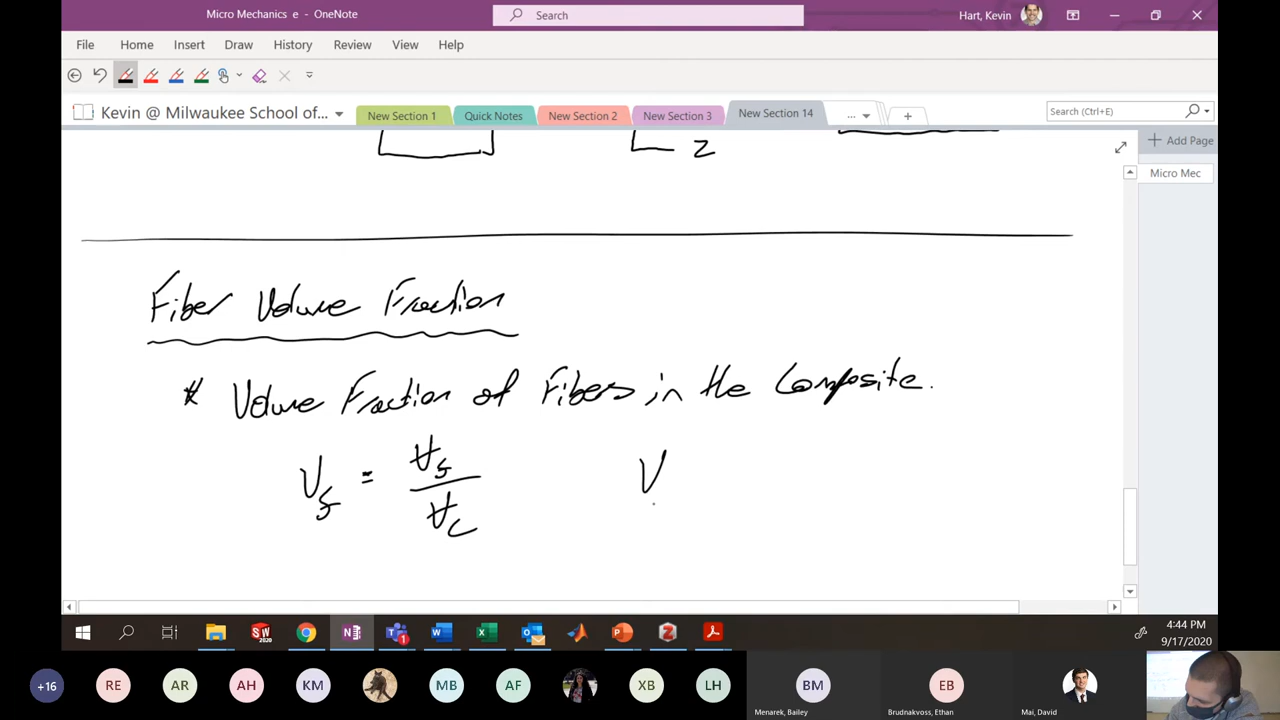 Micro Mechanics e - OneNote
Search
Hart, Kevin
File Home Insert Draw History Review View Help
Kevin @ Milwaukee School of...
New Section 1
Quick Notes
New Section 2
New Section 3
New Section 14
...
Search (Ctrl+E)
Add Page
Micro Mec
2
Fiber Volume Fraction
* Volume Fraction of Fibers in the Composite.
V_f = V_f / V_c
V
4:44 PM
9/17/2020
+16
RE
AR
AH
KM
MB
AF
XB
LH
BM
EB
Menarek, Bailey
Brudnakvoss, Ethan
Mai, David